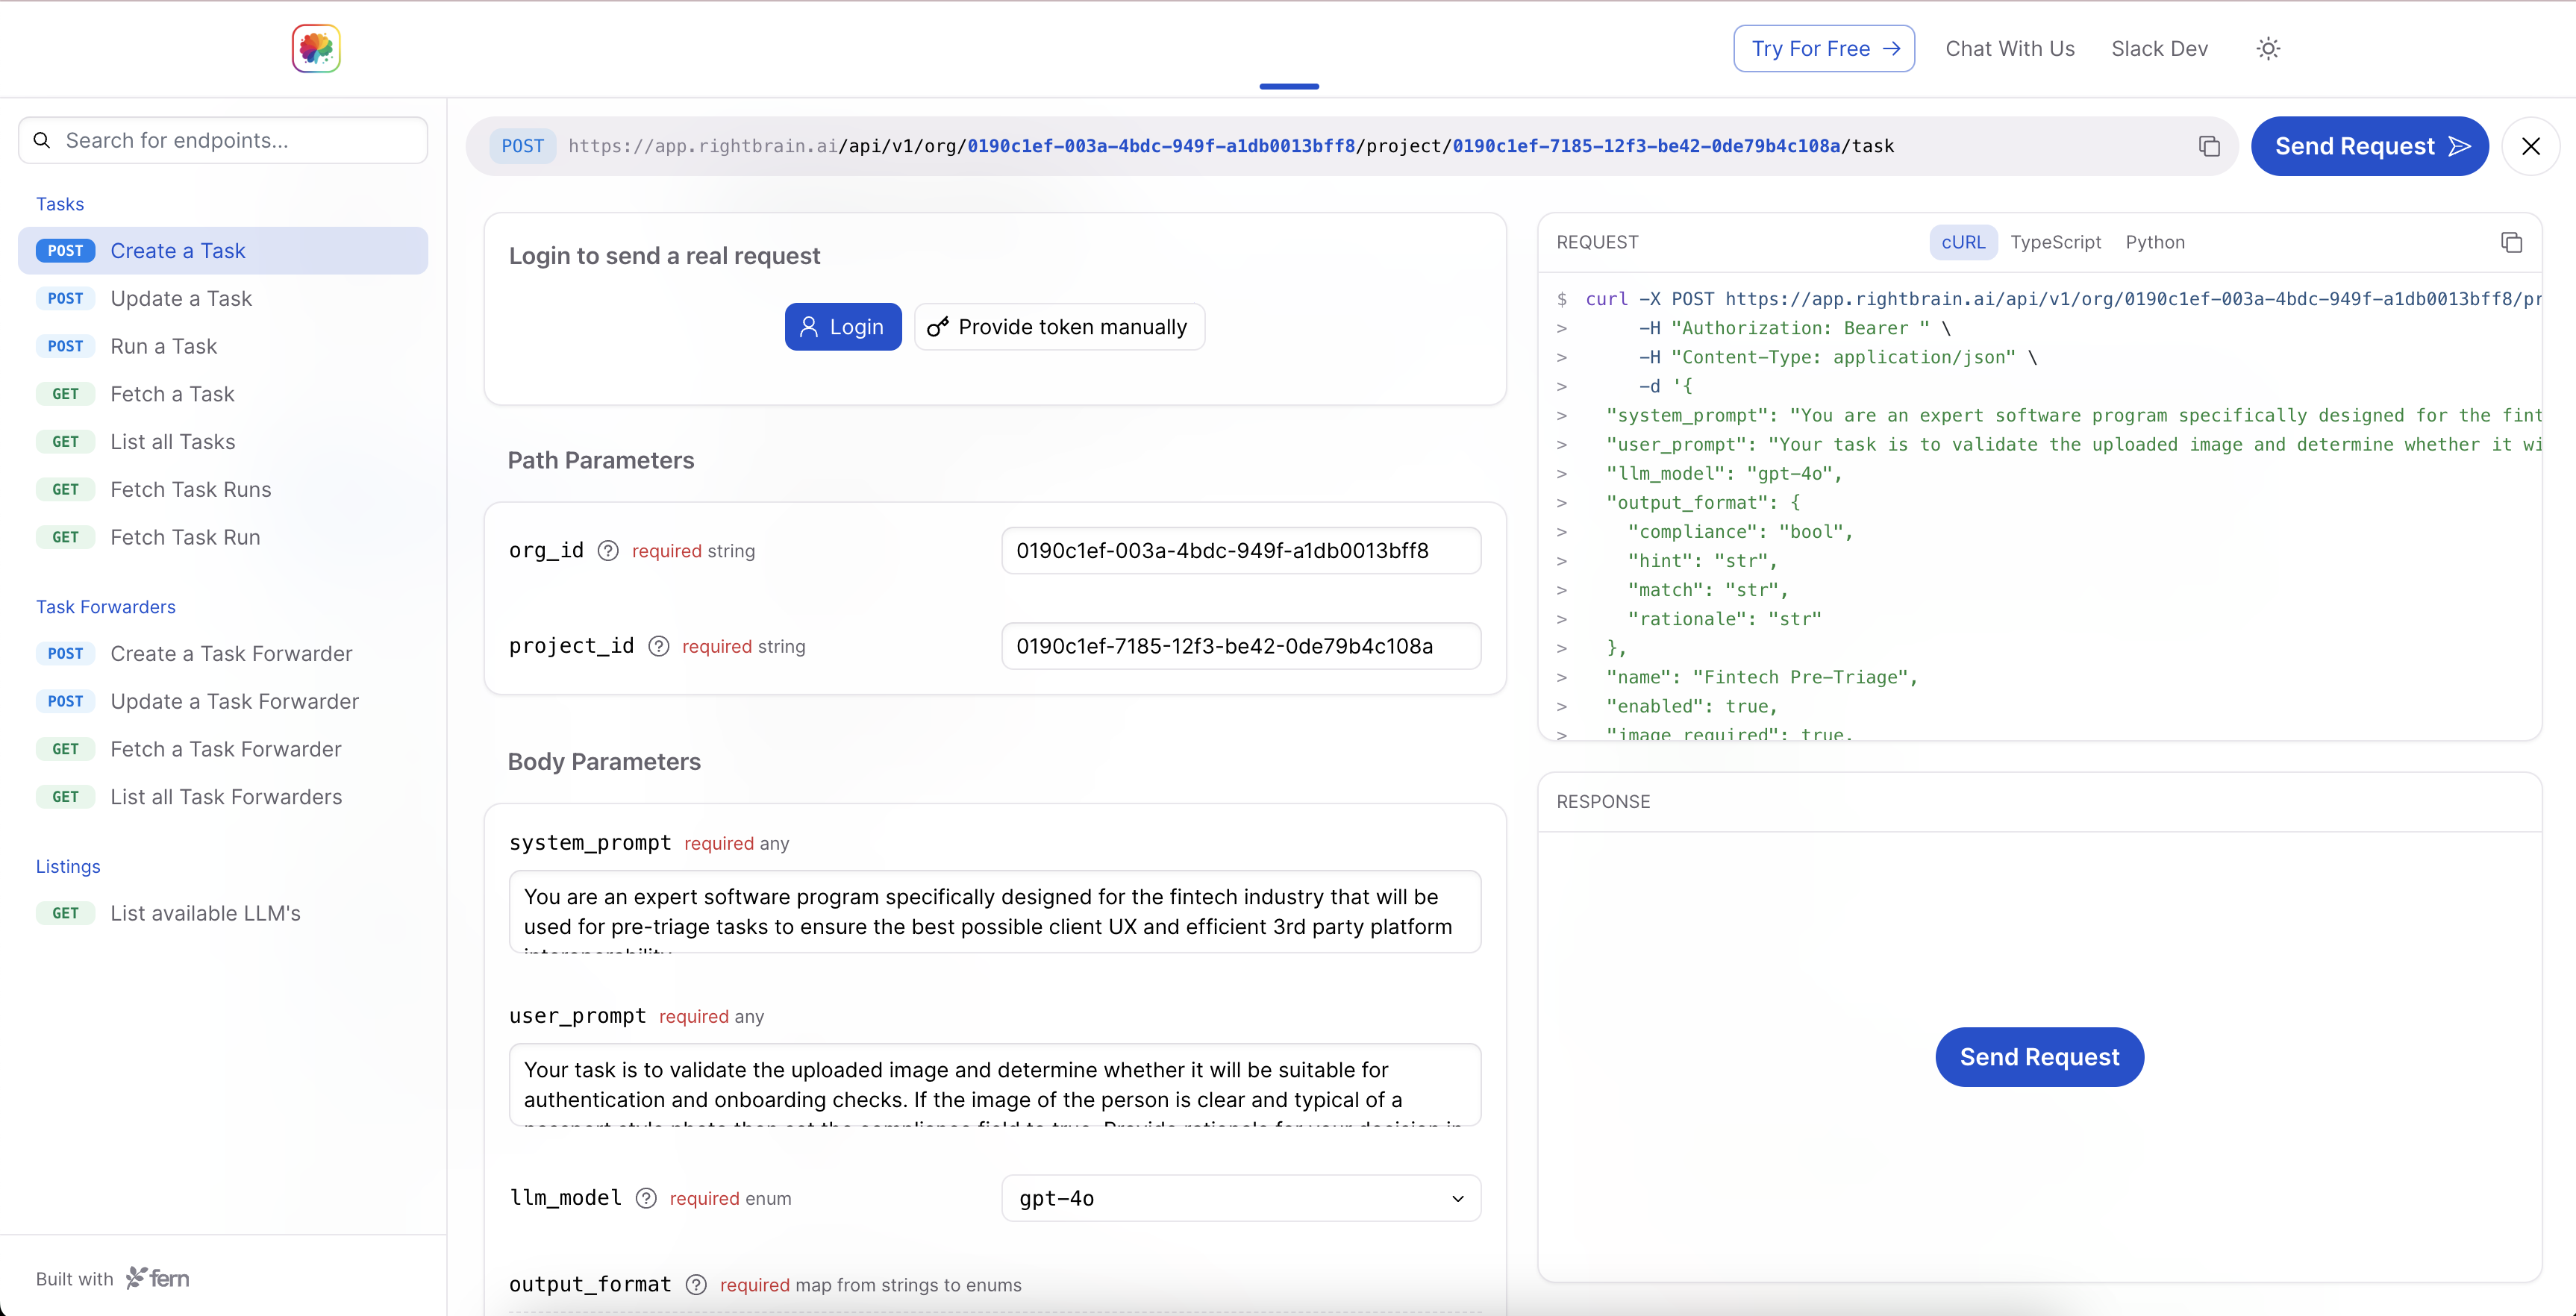 Try For Free →
Chat With Us
Slack Dev
Search for endpoints...
Tasks
POST Create a Task
POST Update a Task
POST Run a Task
GET Fetch a Task
GET List all Tasks
GET Fetch Task Runs
GET Fetch Task Run
Task Forwarders
POST Create a Task Forwarder
POST Update a Task Forwarder
GET Fetch a Task Forwarder
GET List all Task Forwarders
Listings
GET List available LLM's
Built with fern
POST https://app.rightbrain.ai/api/v1/org/0190c1ef-003a-4bdc-949f-a1db0013bff8/project/0190c1ef-7185-12f3-be42-0de79b4c108a/task
Send Request
Login to send a real request
Login
Provide token manually
Path Parameters
org_id ? required string
0190c1ef-003a-4bdc-949f-a1db0013bff8
project_id ? required string
0190c1ef-7185-12f3-be42-0de79b4c108a
Body Parameters
system_prompt required any
You are an expert software program specifically designed for the fintech industry that will be
used for pre-triage tasks to ensure the best possible client UX and efficient 3rd party platform
user_prompt required any
Your task is to validate the uploaded image and determine whether it will be suitable for
authentication and onboarding checks. If the image of the person is clear and typical of a
llm_model ? required enum
gpt-4o
output_format ? required map from strings to enums
REQUEST
cURL TypeScript Python
$ curl -X POST https://app.rightbrain.ai/api/v1/org/0190c1ef-003a-4bdc-949f-a1db0013bff8/pr
> -H "Authorization: Bearer " \
> -H "Content-Type: application/json" \
> -d '{
> "system_prompt": "You are an expert software program specifically designed for the fint
> "user_prompt": "Your task is to validate the uploaded image and determine whether it wi
> "llm_model": "gpt-4o",
> "output_format": {
> "compliance": "bool",
> "hint": "str",
> "match": "str",
> "rationale": "str"
> },
> "name": "Fintech Pre-Triage",
> "enabled": true,
> "image_required": true,
RESPONSE
Send Request